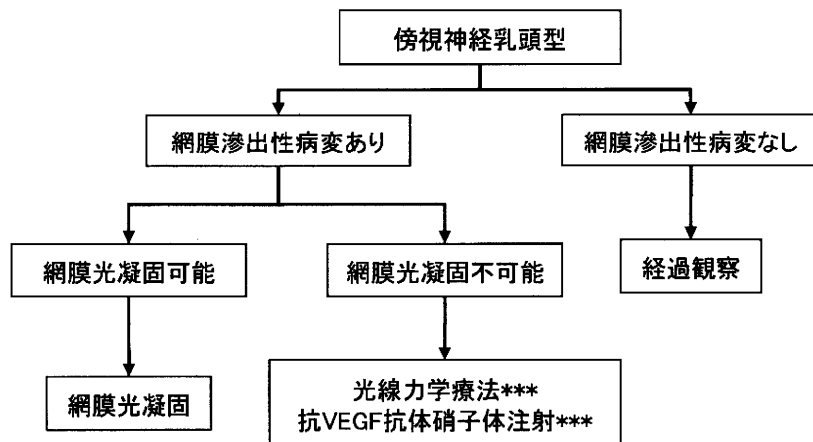 傍視神経乳頭型
網膜滲出性病変あり
網膜滲出性病変なし
網膜光凝固可能
網膜光凝固不可能
経過観察
網膜光凝固
光線力学療法***
抗VEGF抗体硝子体注射***